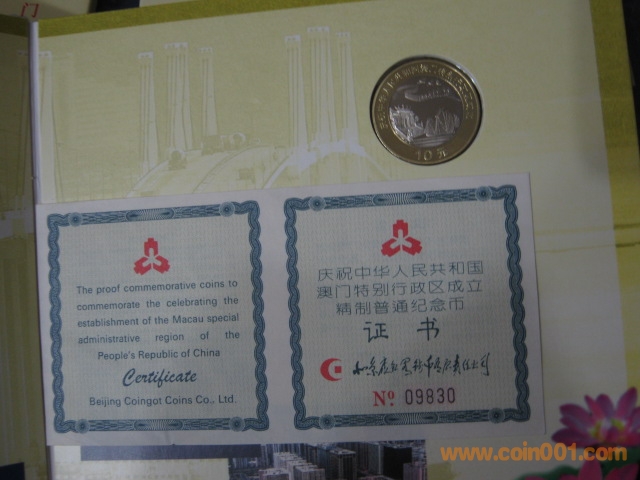 门
10元
The proof commemorative coins to
commemorate the celebrating the
establishment of the Macau special
administrative region of the
People's Republic of China
Certificate
Beijing Coingot Coins Co., Ltd.
庆祝中华人民共和国
澳门特别行政区成立
精制普通纪念币
证书
№ 09830
www.coin001.com